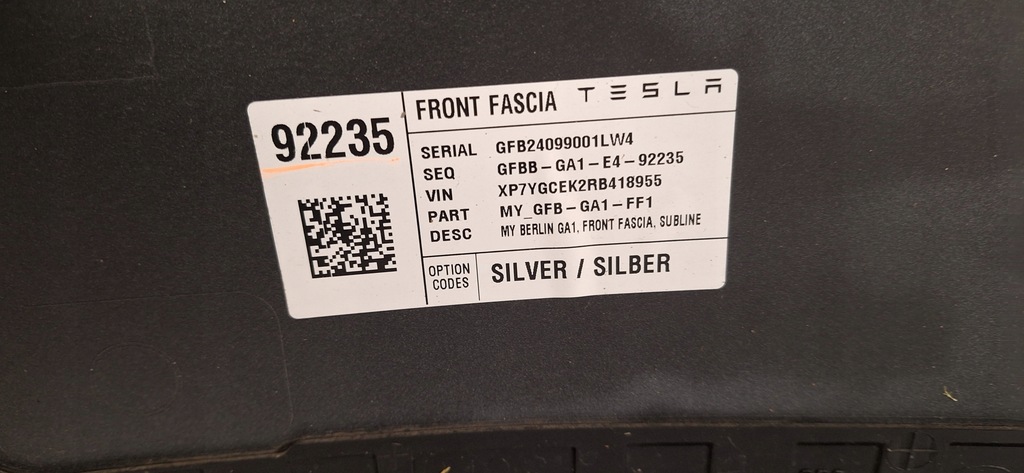 92235
FRONT FASCIA TESLA
SERIAL GFB24099001LW4
SEQ GFBB-GA1-E4-92235
VIN XP7YGCEK2RB418955
PART MY_GFB-GA1-FF1
DESC MY BERLIN GA1, FRONT FASCIA, SUBLINE
OPTION CODES SILVER / SILBER